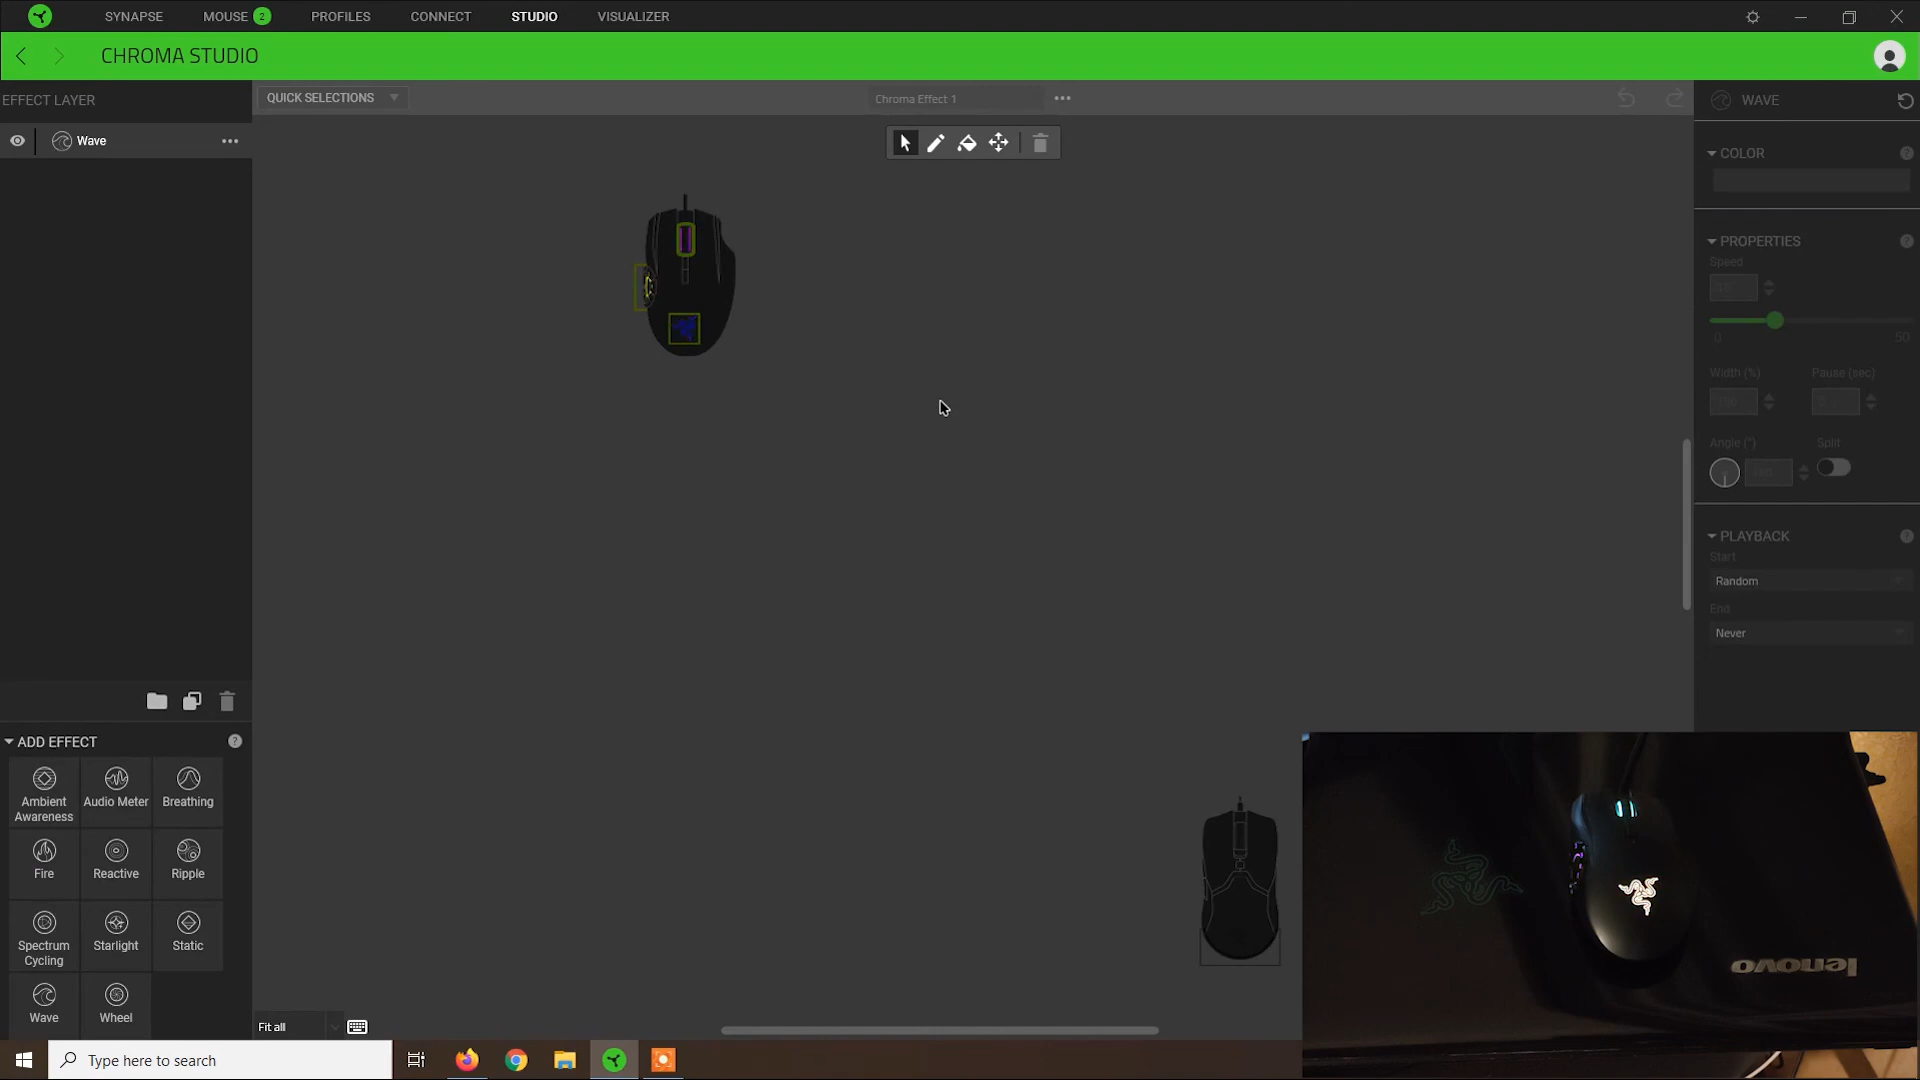 SYNAPSE
MOUSE 2
PROFILES
CONNECT
STUDIO
VISUALIZER
CHROMA STUDIO
EFFECT LAYER
QUICK SELECTIONS
Chroma Effect 1
WAVE
Wave
COLOR
PROPERTIES
Speed
0
50
Width (%)
Pause (sec)
Angle (°)
Split
PLAYBACK
Start
Random
End
Never
ADD EFFECT
Ambient Awareness
Audio Meter
Breathing
Fire
Reactive
Ripple
Spectrum Cycling
Starlight
Static
Wave
Wheel
Fit all
lenovo
Type here to search